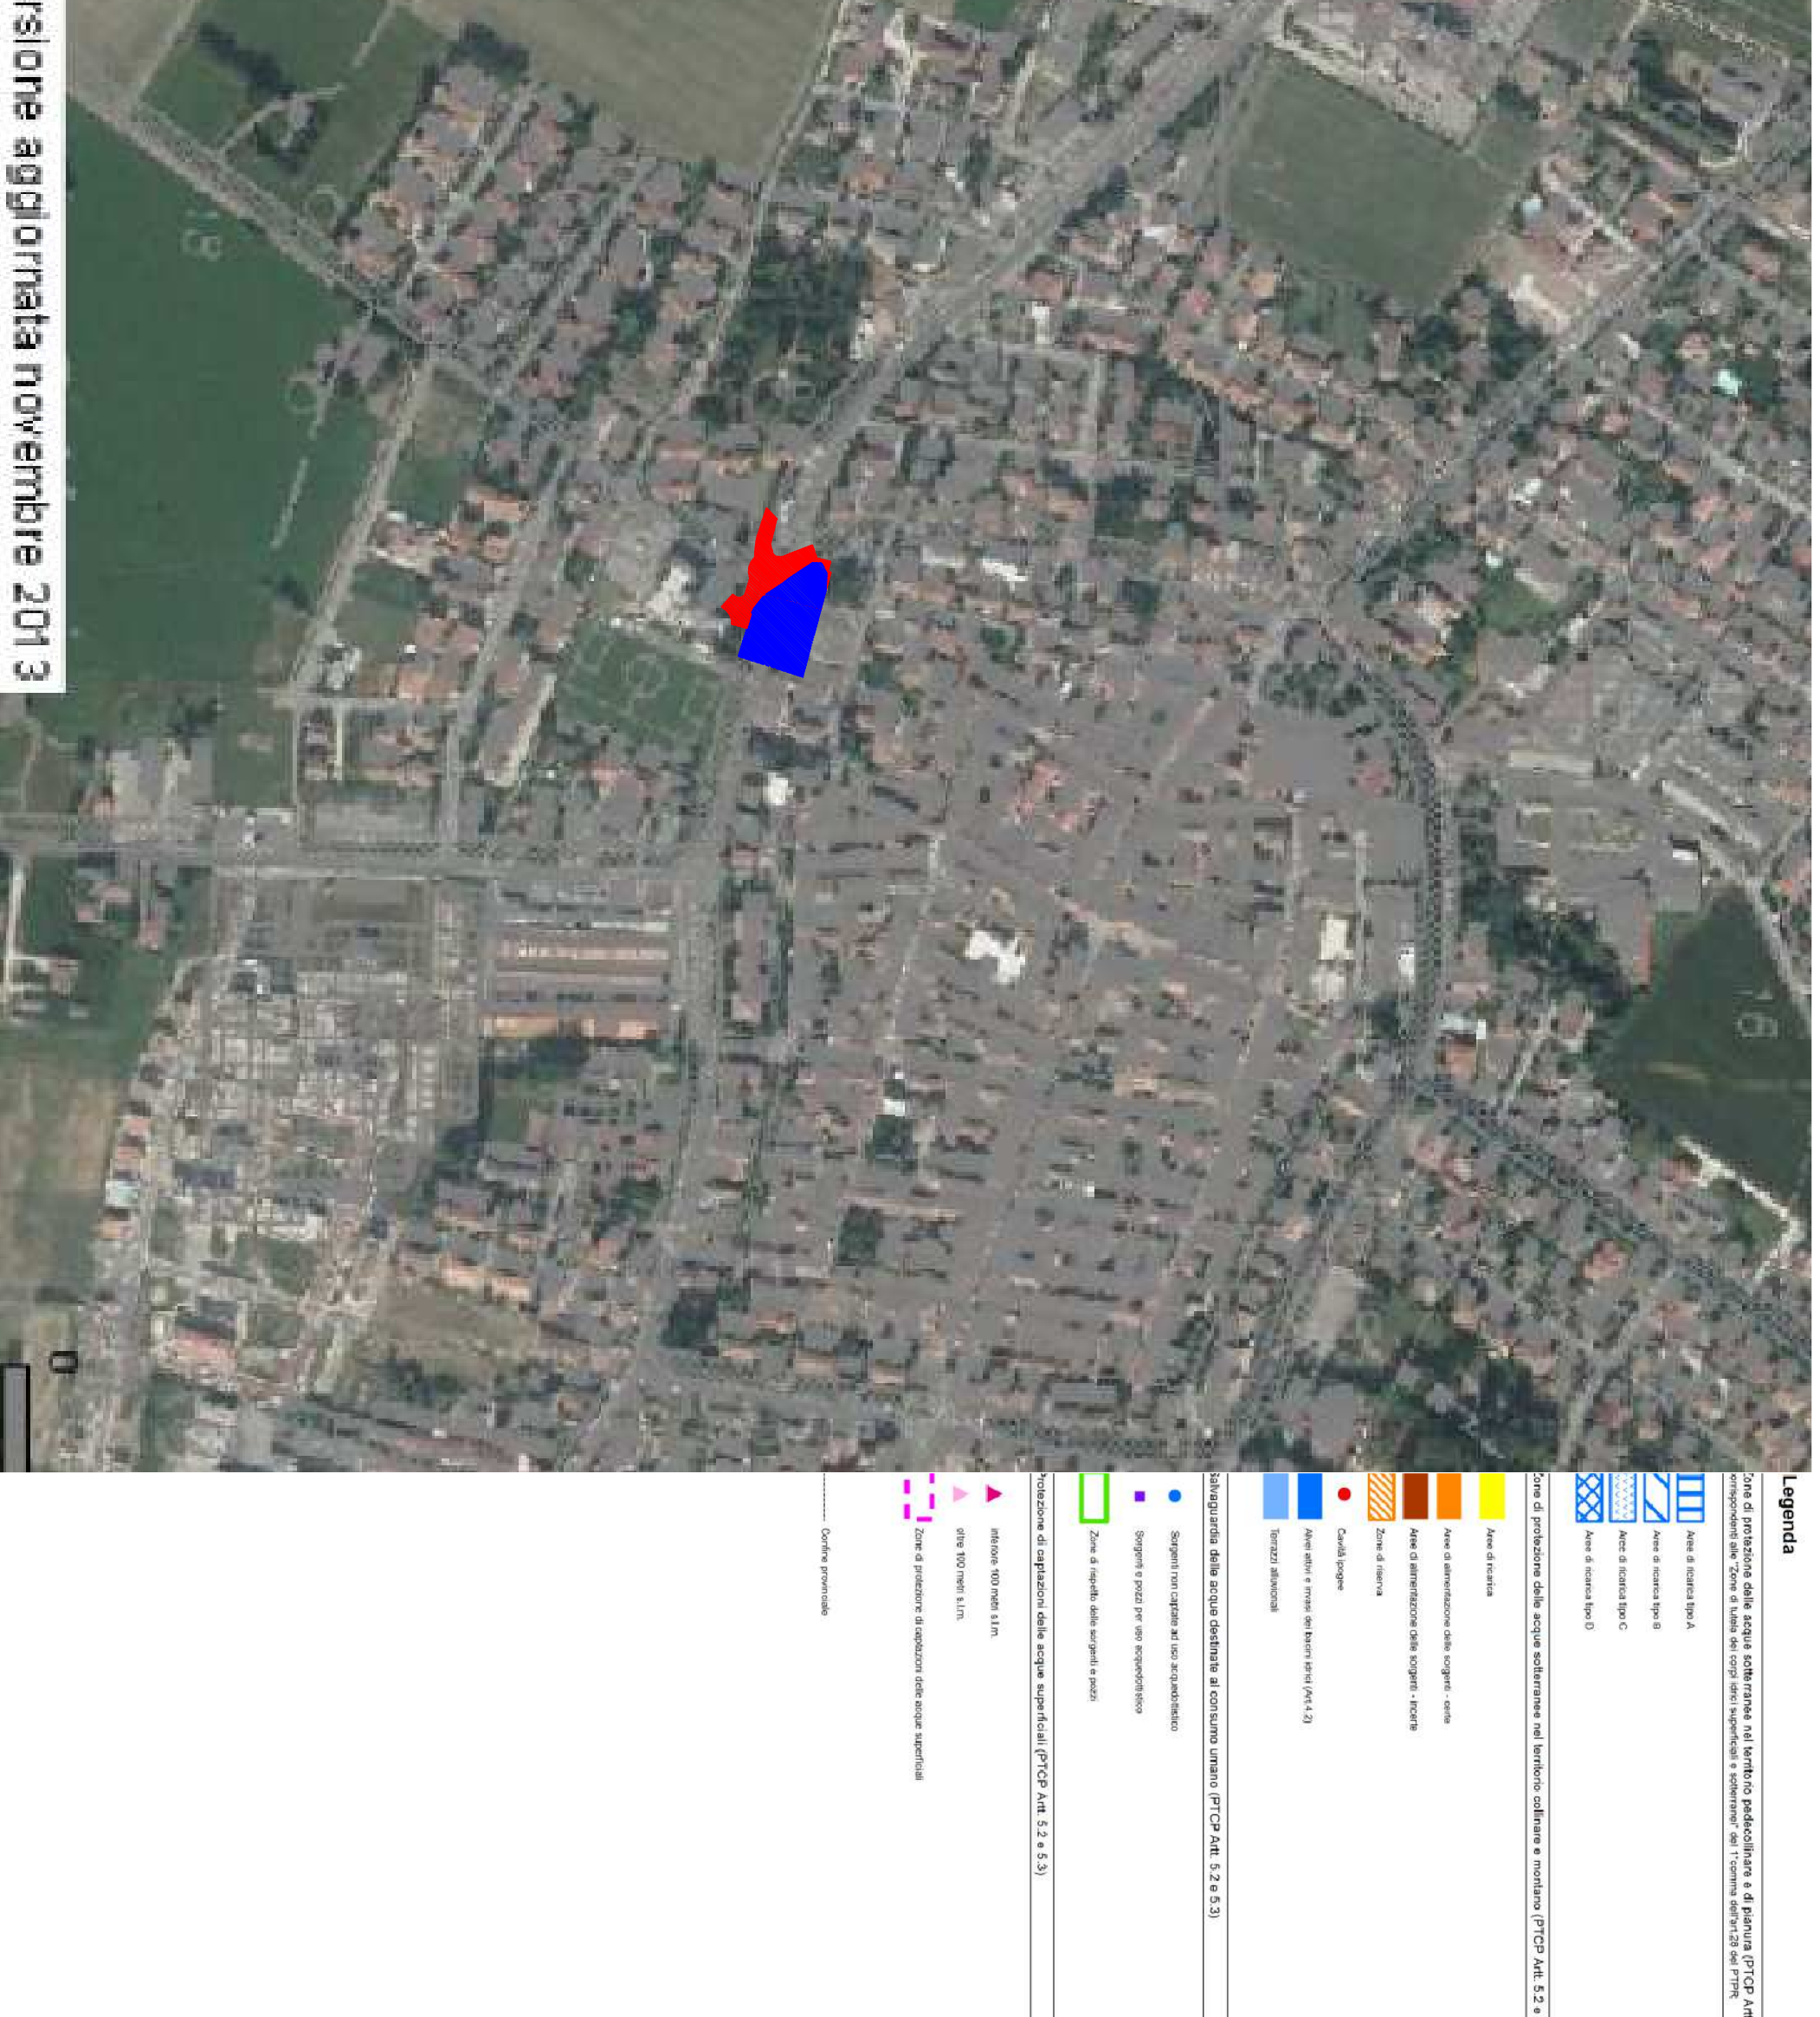 rsione aggiornata novembre 2013
0
Legenda
Zone di protezione delle acque sotterranee nel territorio pedecollinare e di pianura (PTCP Artt
corrispondenti alle "Zone di tutela dei corpi idrici superficiali e sotterranei" del 1°comma dell'art.28 del PTPR
Aree di ricarica tipo A
Aree di ricarica tipo B
Aree di ricarica tipo C
Aree di ricarica tipo D
Zone di protezione delle acque sotterranee nel territorio collinare e montano (PTCP Artt. 5.2 e
Aree di ricarica
Aree di alimentazione delle sorgenti - certe
Aree di alimentazione delle sorgenti - incerte
Zone di riserva
Cavità ipogee
Alvei attivi e invasi dei bacini idrici (Art.4.2)
Terrazzi alluvionali
Salvaguardia delle acque destinate al consumo umano (PTCP Artt. 5.2 e 5.3)
Sorgenti non captate ad uso acquedottistico
Sorgenti e pozzi per uso acquedottistico
Zone di rispetto delle sorgenti e pozzi
Protezione di captazioni delle acque superficiali (PTCP Artt. 5.2 e 5.3)
inferiore 100 metri s.l.m.
oltre 100 metri s.l.m.
Zone di protezione di captazioni delle acque superficiali
Confine provinciale